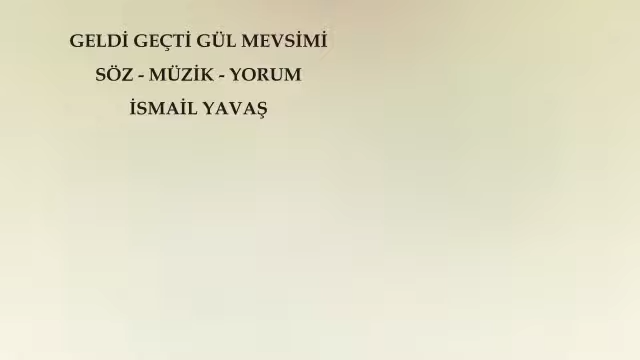 GELDİ GEÇTİ GÜL MEVSİMİ
SÖZ - MÜZİK - YORUM
İSMAİL YAVAŞ